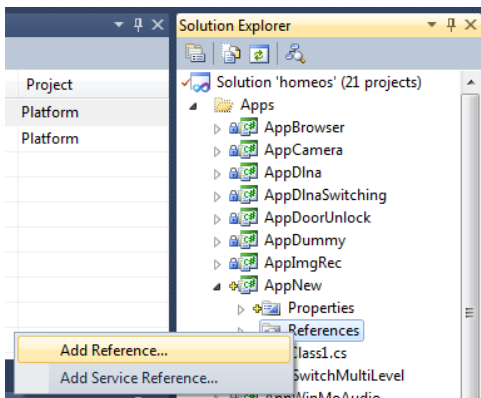 Solution Explorer
Project
Platform
Platform
Solution 'homeos' (21 projects)
Apps
AppBrowser
AppCamera
AppDlna
AppDlnaSwitching
AppDoorUnlock
AppDummy
AppImgRec
AppNew
Properties
References
Class1.cs
SwitchMultiLevel
Add Reference...
Add Service Reference...